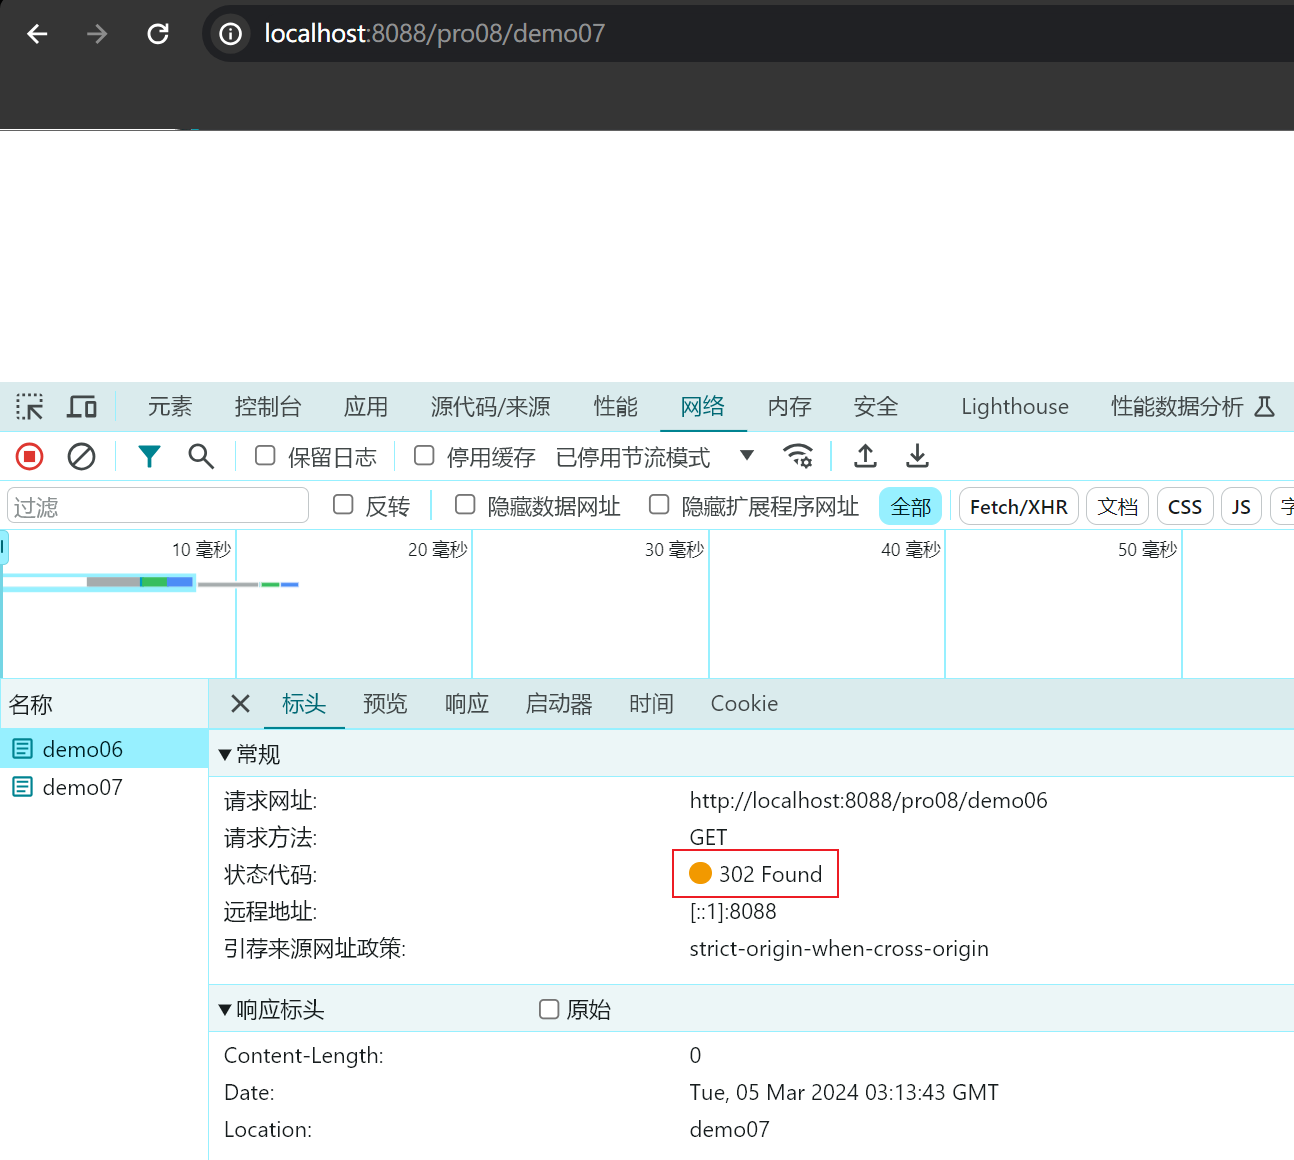 localhost:8088/pro08/demo07
元素 控制台 应用 源代码/来源 性能 网络 内存 安全 Lighthouse 性能数据分析
保留日志 停用缓存 已停用节流模式
过滤 反转 隐藏数据网址 隐藏扩展程序网址 全部 Fetch/XHR 文档 CSS JS
10 毫秒 20 毫秒 30 毫秒 40 毫秒 50 毫秒
名称 标头 预览 响应 启动器 时间 Cookie
demo06
demo07
常规
请求网址: http://localhost:8088/pro08/demo06
请求方法: GET
状态代码: 302 Found
远程地址: [::1]:8088
引荐来源网址政策: strict-origin-when-cross-origin
响应标头 原始
Content-Length: 0
Date: Tue, 05 Mar 2024 03:13:43 GMT
Location: demo07